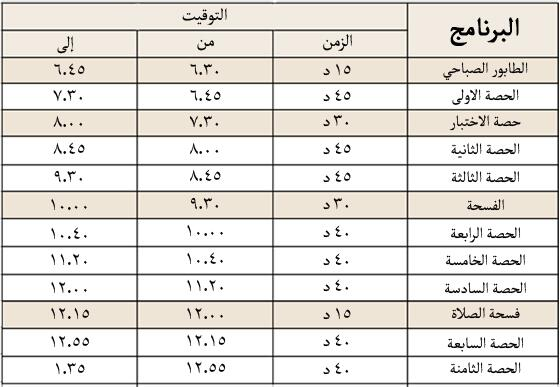 البرنامج التوقيت
الزمن من إلى
الطابور الصباحي ١٥ د ٦.٣٠ ٦.٤٥
الحصة الاولى ٤٥ د ٦.٤٥ ٧.٣٠
حصة الاختبار ٣٠ د ٧.٣٠ ٨.٠٠
الحصة الثانية ٤٥ د ٨.٠٠ ٨.٤٥
الحصة الثالثة ٤٥ د ٨.٤٥ ٩.٣٠
الفسحة ٣٠ د ٩.٣٠ ١٠.٠٠
الحصة الرابعة ٤٠ د ١٠.٠٠ ١٠.٤٠
الحصة الخامسة ٤٠ د ١٠.٤٠ ١١.٢٠
الحصة السادسة ٤٠ د ١١.٢٠ ١٢.٠٠
فسحة الصلاة ١٥ د ١٢.٠٠ ١٢.١٥
الحصة السابعة ٤٠ د ١٢.١٥ ١٢.٥٥
الحصة الثامنة ٤٠ د ١٢.٥٥ ١.٣٥